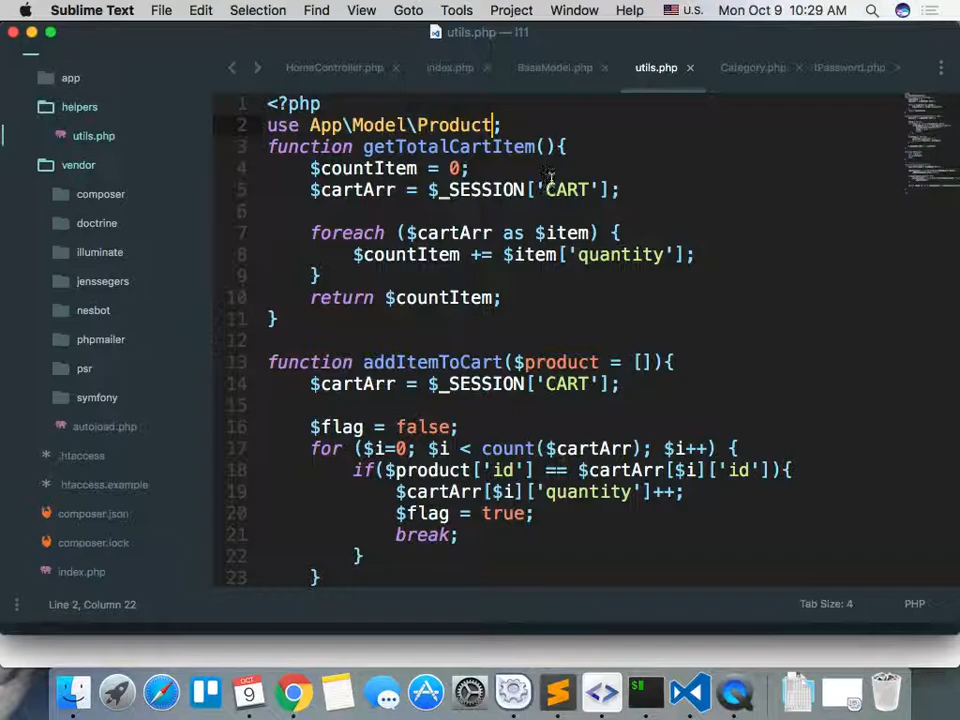 Sublime Text File Edit Selection Find View Goto Tools Project Window Help U.S. Mon Oct 9 10:29 AM
utils.php — l11
HomeController.php × index.php × BaseModel.php × utils.php × Category.php × IPassword.php
app
helpers
utils.php
vendor
composer
doctrine
illuminate
jenssegers
nesbot
phpmailer
psr
symfony
autoload.php
.htaccess
.htaccess.example
composer.json
composer.lock
index.php
1 <?php
2 use App\Model\Product;
3 function getTotalCartItem(){
4 $countItem = 0;
5 $cartArr = $_SESSION['CART'];
6
7 foreach ($cartArr as $item) {
8 $countItem += $item['quantity'];
9 }
10 return $countItem;
11 }
12
13 function addItemToCart($product = []){
14 $cartArr = $_SESSION['CART'];
15
16 $flag = false;
17 for ($i=0; $i < count($cartArr); $i++) {
18 if($product['id'] == $cartArr[$i]['id']){
19 $cartArr[$i]['quantity']++;
20 $flag = true;
21 break;
22 }
23 }
Line 2, Column 22 Tab Size: 4 PHP
OCT
9